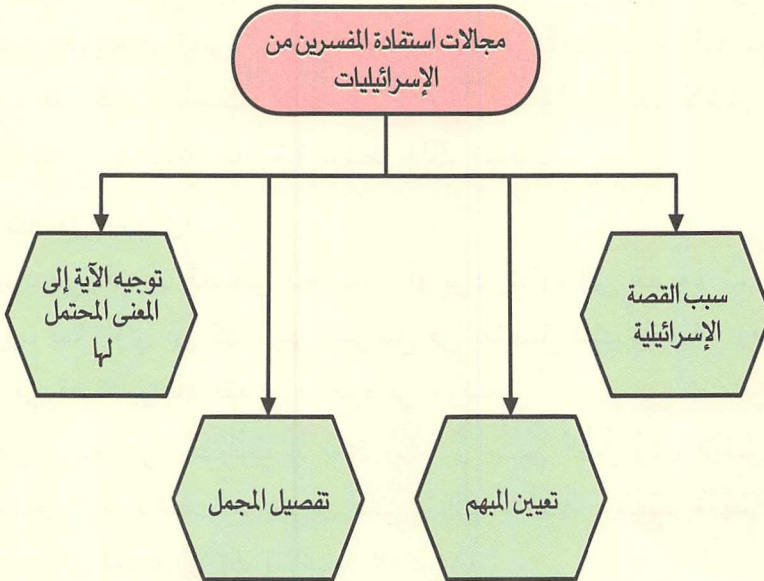 مجالات استفادة المفسرين من
الإسرائيليات
سبب القصة
الإسرائيلية
تعيين المبهم
تفصيل المجمل
توجيه الآية إلى
المعنى المحتمل
لها